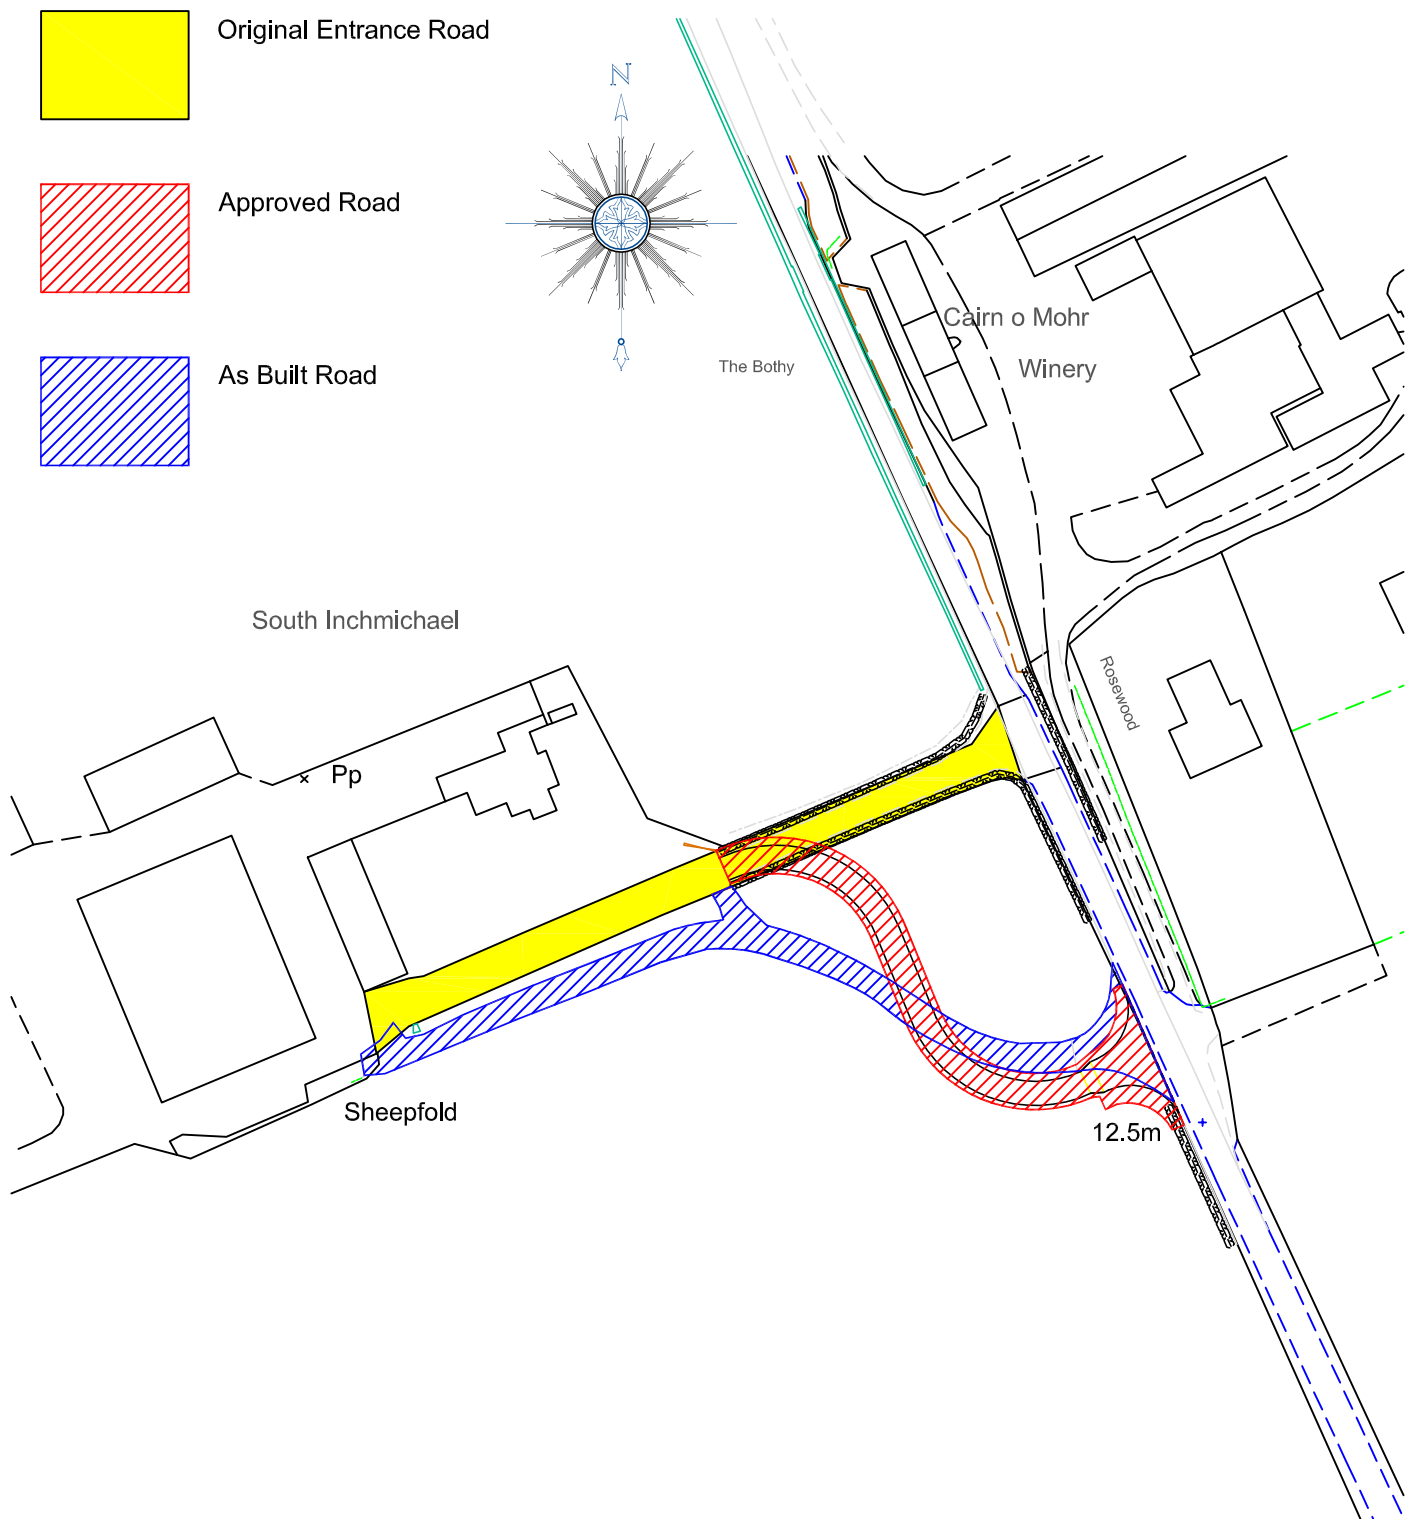 Original Entrance Road
N
Approved Road
Cairn o Mohr
The Bothy
Winery
As Built Road
South Inchmichael
Rosewood
Pp
Sheepfold
12.5m